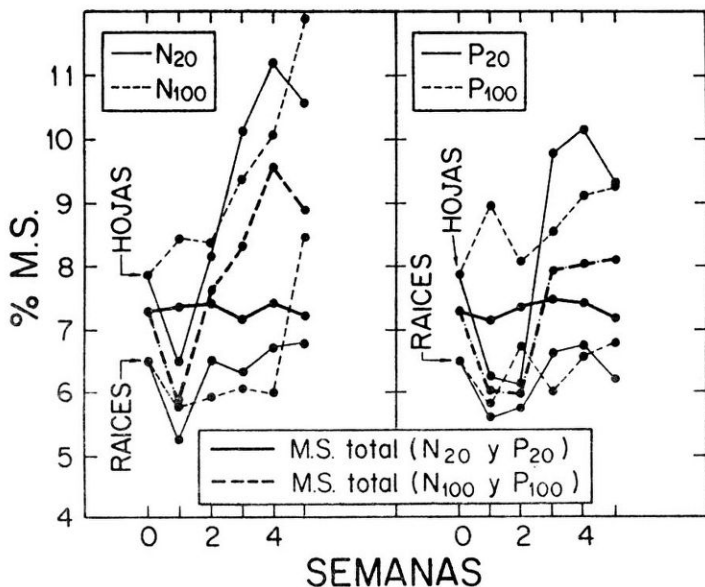 % M.S.
11
10
9
8
7
6
5
4
N20
N100
HOJAS
RAICES
P20
P100
HOJAS
RAICES
M.S. total (N20 y P20)
M.S. total (N100 y P100)
0 2 4
0 2 4
SEMANAS